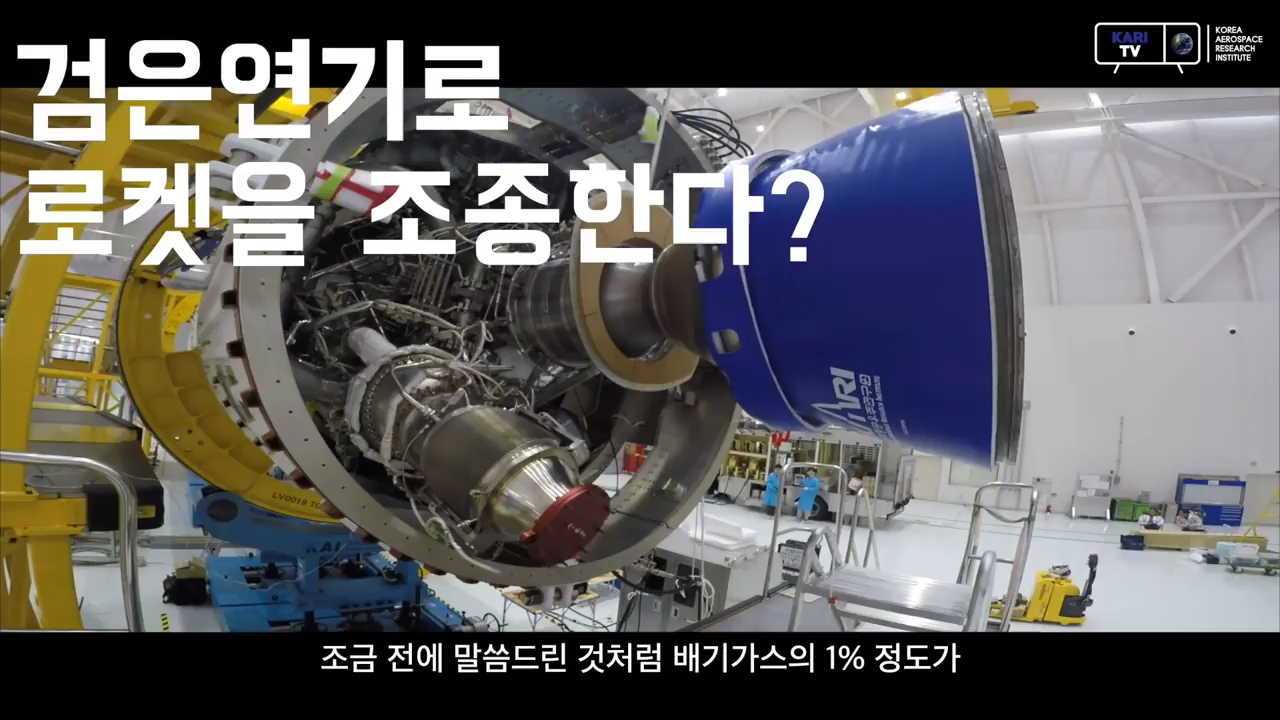 검은연기로
로켓을 조종한다?
KARI
TV
KOREA
AEROSPACE
RESEARCH
INSTITUTE
ARI
LV0019
조금 전에 말씀드린 것처럼 배기가스의 1% 정도가